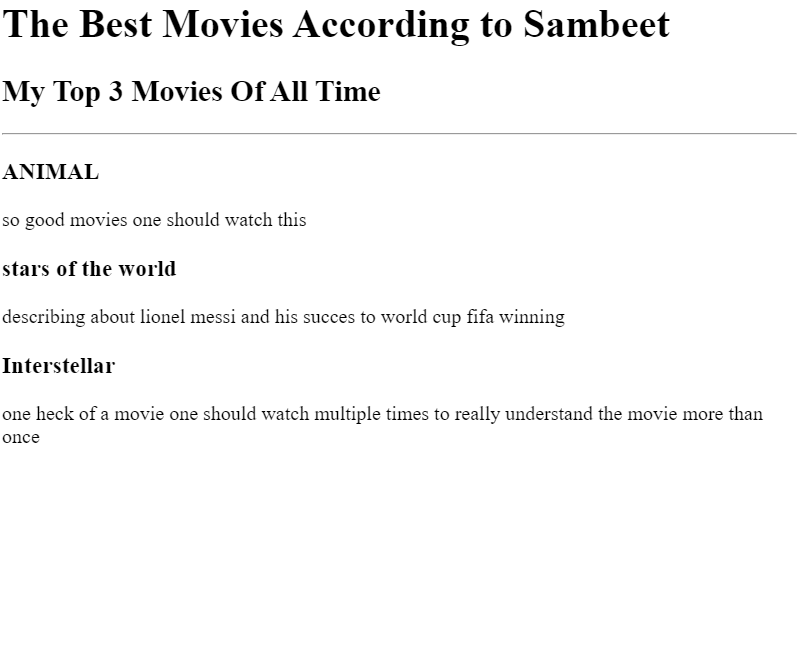 The Best Movies According to Sambeet
My Top 3 Movies Of All Time
ANIMAL
so good movies one should watch this
stars of the world
describing about lionel messi and his succes to world cup fifa winning
Interstellar
one heck of a movie one should watch multiple times to really understand the movie more than
once